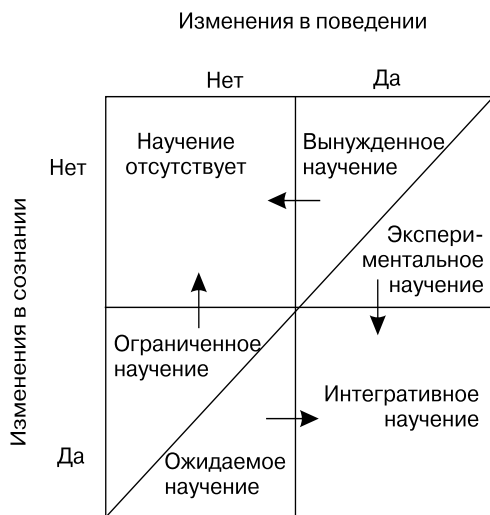 Изменения в поведении
Нет
Да
Изменения в сознании
Нет
Научение
отсутствует
Вынужденное
научение
Экспери-
ментальное
научение
Да
Ограниченное
научение
Ожидаемое
научение
Интегративное
научение